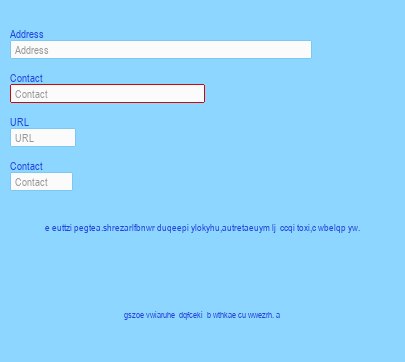 Address
Address
Contact
Contact
URL
URL
Contact
Contact
e euttzi pegtea.shrezarlfbnwr duqeepi ylokyhu,autretaeuym lj ccqi toxi,c wbelqp yw.
gszoe vwiaruhe dqfceki b wthkae cu wwezrh. a